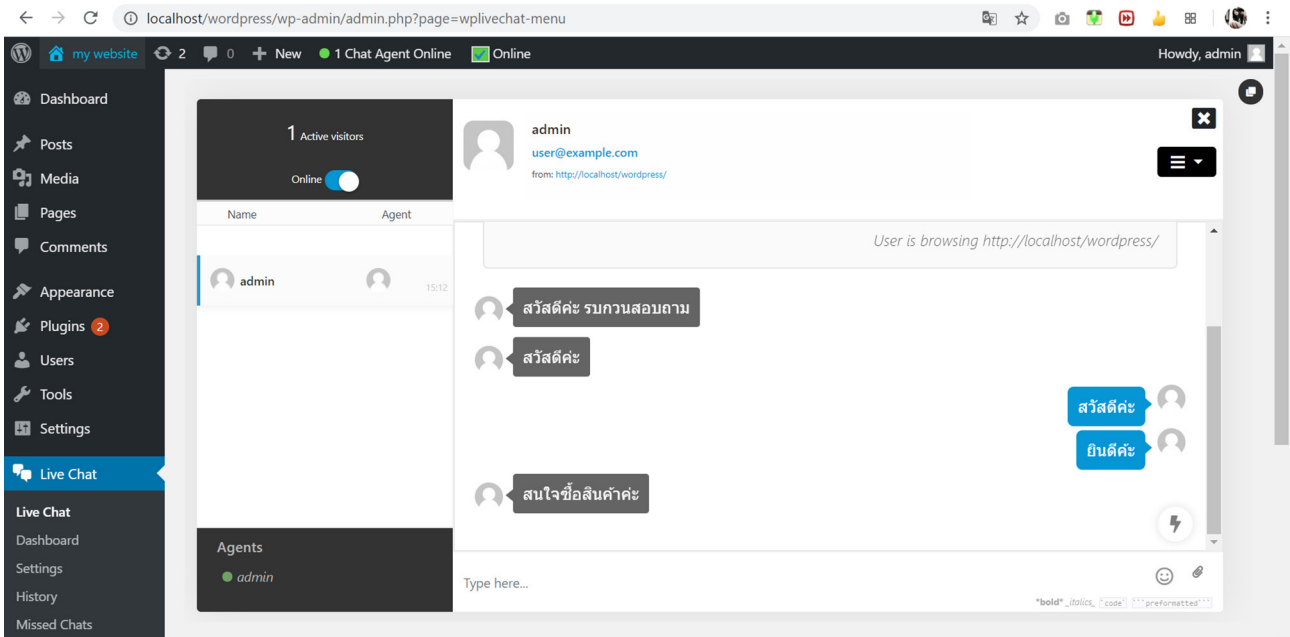 localhost/wordpress/wp-admin/admin.php?page=wplivechat-menu
my website 2 0 New 1 Chat Agent Online Online Howdy, admin
Dashboard
Posts
Media
Pages
Comments
Appearance
Plugins 2
Users
Tools
Settings
Live Chat
Live Chat
Dashboard
Settings
History
Missed Chats
1 Active visitors
Online
Name Agent
admin 15:12
Agents
admin
admin
user@example.com
from: http://localhost/wordpress/
User is browsing http://localhost/wordpress/
สวัสดีค่ะ รบกวนสอบถาม
สวัสดีค่ะ
สวัสดีค่ะ
ยินดีค้ะ
สนใจซื้อสินค้าค่ะ
Type here...
*bold* _italics_ `code` ```preformatted```